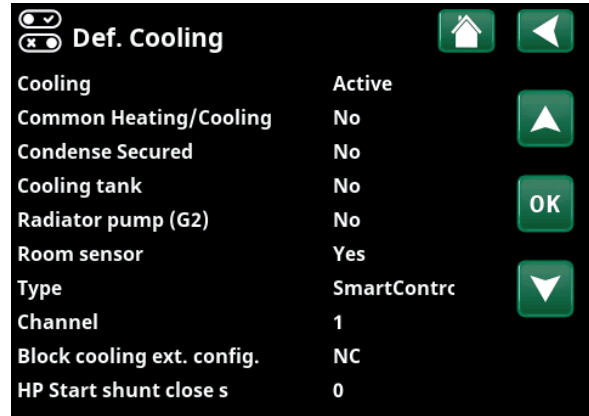 Def. Cooling
Cooling Active
Common Heating/Cooling No
Condense Secured No
Cooling tank No
Radiator pump (G2) No
OK
Room sensor Yes
Type SmartContrc
Channel 1
Block cooling ext. config. NC
HP Start shunt close s 0